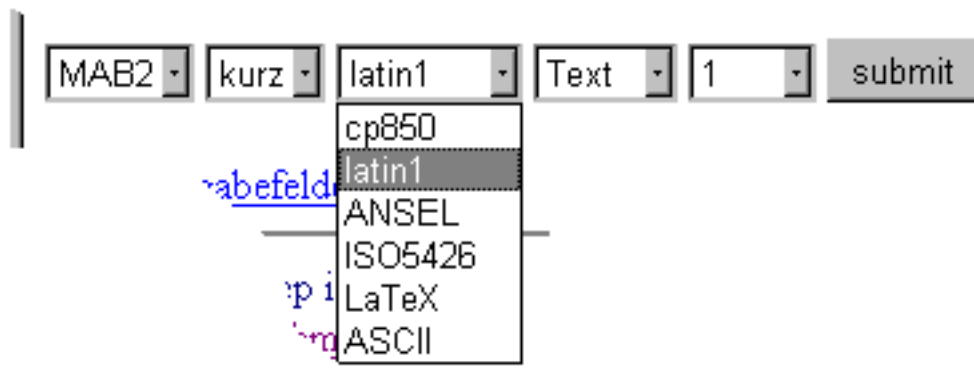 MAB2 kurz latin1 Text 1 submit
cp850
latin1
ANSEL
ISO5426
LaTeX
ASCII